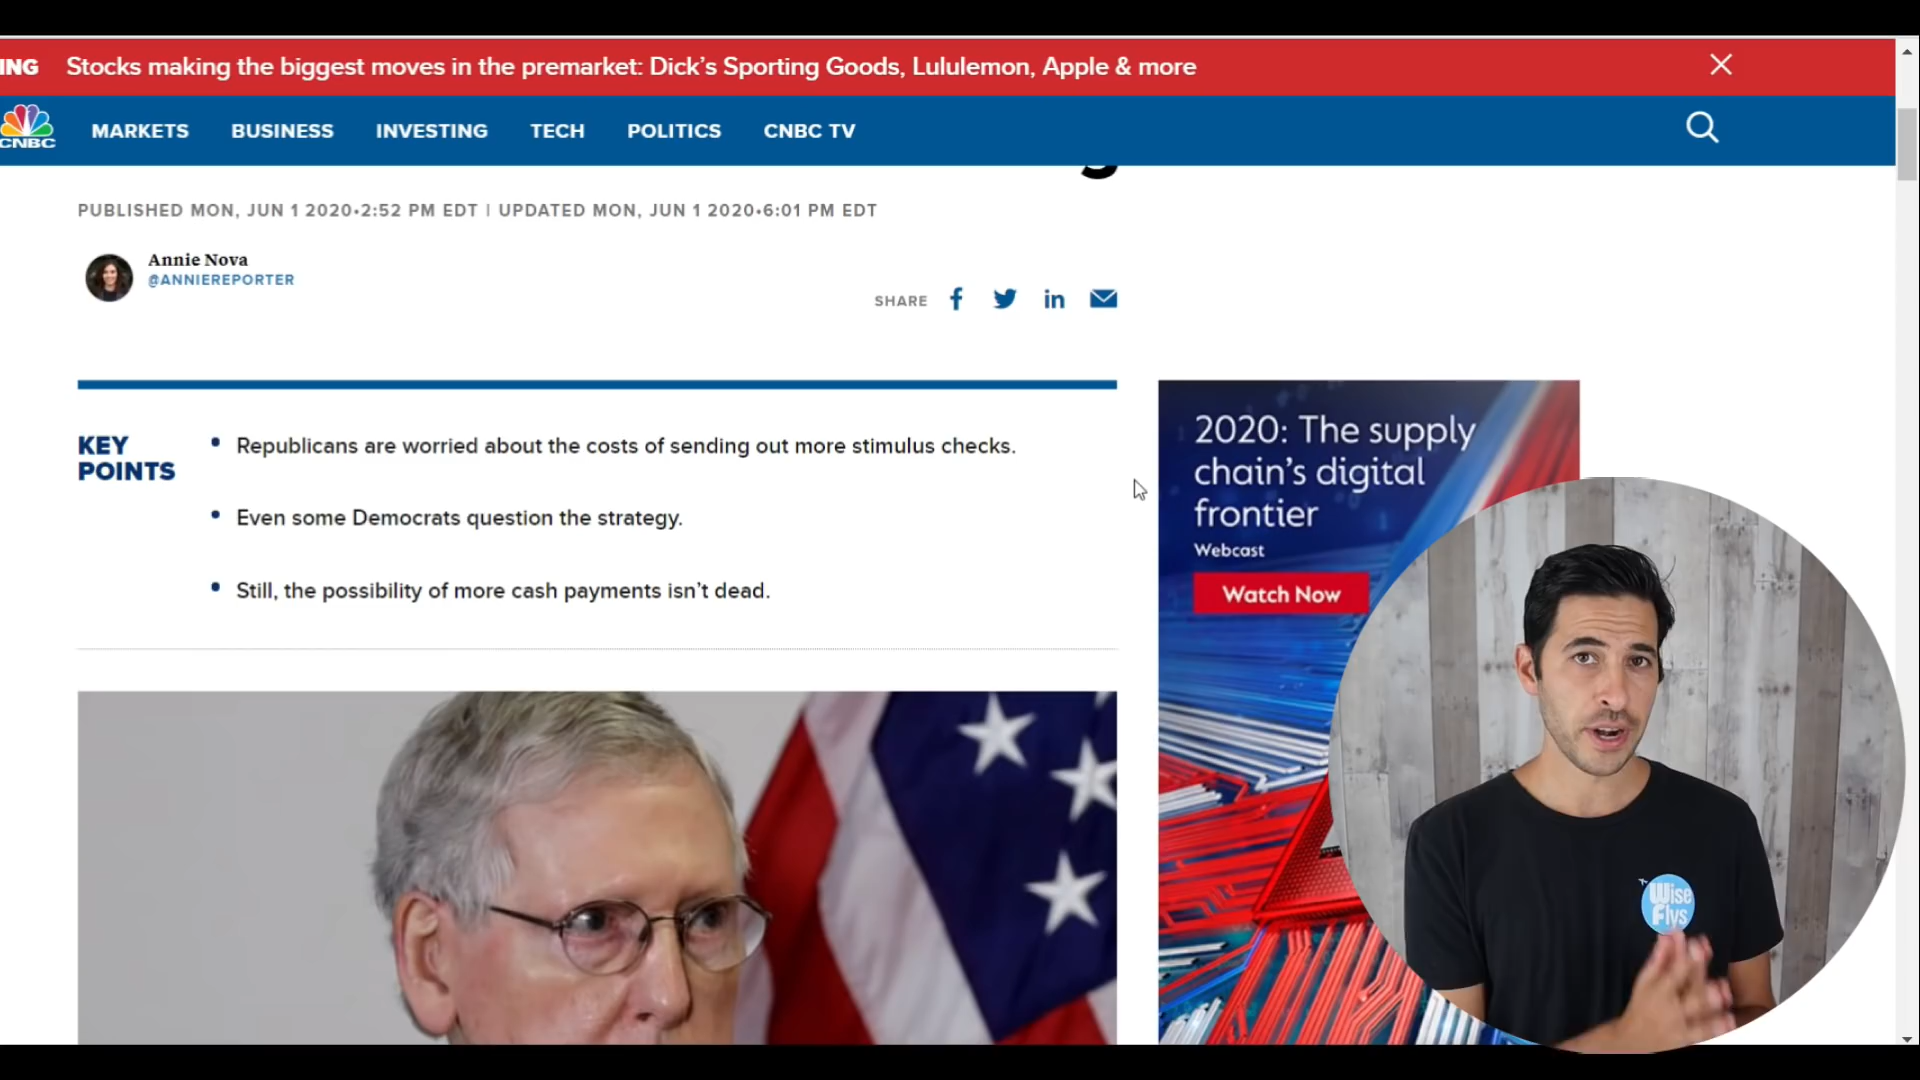 ING Stocks making the biggest moves in the premarket: Dick's Sporting Goods, Lululemon, Apple & more
CNBC MARKETS BUSINESS INVESTING TECH POLITICS CNBC TV
PUBLISHED MON, JUN 1 2020•2:52 PM EDT | UPDATED MON, JUN 1 2020•6:01 PM EDT
Annie Nova
@ANNIEREPORTER
SHARE
KEY POINTS
• Republicans are worried about the costs of sending out more stimulus checks.
• Even some Democrats question the strategy.
• Still, the possibility of more cash payments isn't dead.
2020: The supply
chain's digital
frontier
Webcast
Watch Now
Wise
Flys